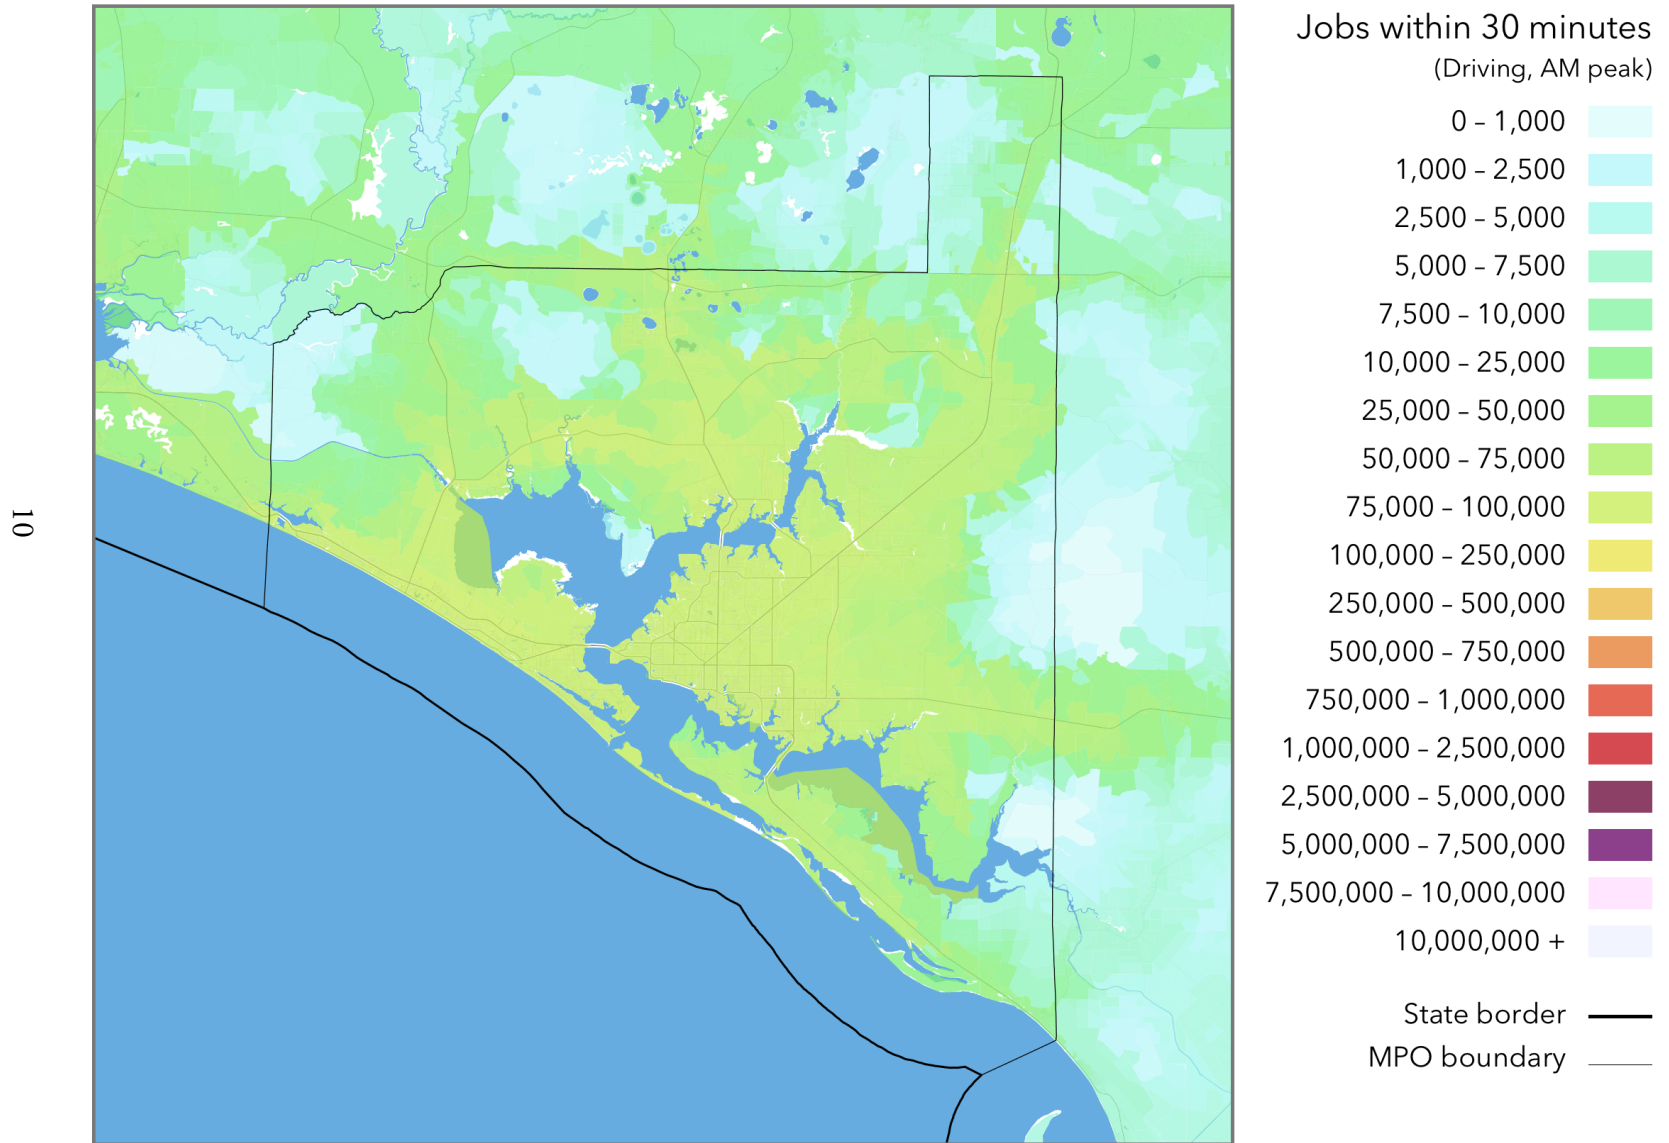 Jobs within 30 minutes
(Driving, AM peak)
0 – 1,000
1,000 – 2,500
2,500 – 5,000
5,000 – 7,500
7,500 – 10,000
10,000 – 25,000
25,000 – 50,000
50,000 – 75,000
75,000 – 100,000
100,000 – 250,000
250,000 – 500,000
500,000 – 750,000
750,000 – 1,000,000
1,000,000 – 2,500,000
2,500,000 – 5,000,000
5,000,000 – 7,500,000
7,500,000 – 10,000,000
10,000,000 +
State border
MPO boundary
10